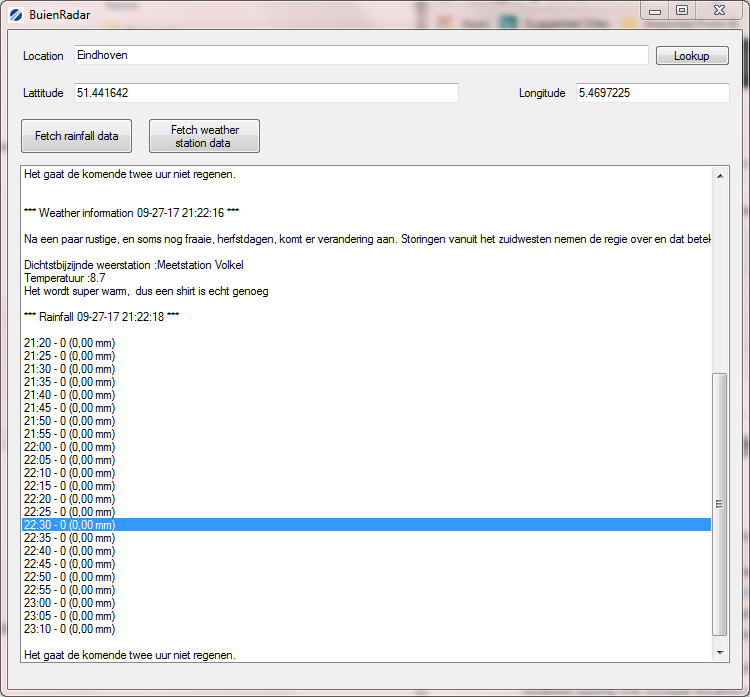 BuienRadar
Location Eindhoven Lookup
Lattitude 51.441642 Longitude 5.4697225
Fetch rainfall data
Fetch weather
station data
Het gaat de komende twee uur niet regenen.
*** Weather information 09-27-17 21:22:16 ***
Na een paar rustige, en soms nog fraaie, herfstdagen, komt er verandering aan. Storingen vanuit het zuidwesten nemen de regie over en dat betek
Dichtstbijzijnde weerstation :Meetstation Volkel
Temperatuur :8.7
Het wordt super warm, dus een shirt is echt genoeg
*** Rainfall 09-27-17 21:22:18 ***
21:20 - 0 (0,00 mm)
21:25 - 0 (0,00 mm)
21:30 - 0 (0,00 mm)
21:35 - 0 (0,00 mm)
21:40 - 0 (0,00 mm)
21:45 - 0 (0,00 mm)
21:50 - 0 (0,00 mm)
21:55 - 0 (0,00 mm)
22:00 - 0 (0,00 mm)
22:05 - 0 (0,00 mm)
22:10 - 0 (0,00 mm)
22:15 - 0 (0,00 mm)
22:20 - 0 (0,00 mm)
22:25 - 0 (0,00 mm)
22:30 - 0 (0,00 mm)
22:35 - 0 (0,00 mm)
22:40 - 0 (0,00 mm)
22:45 - 0 (0,00 mm)
22:50 - 0 (0,00 mm)
22:55 - 0 (0,00 mm)
23:00 - 0 (0,00 mm)
23:05 - 0 (0,00 mm)
23:10 - 0 (0,00 mm)
Het gaat de komende twee uur niet regenen.